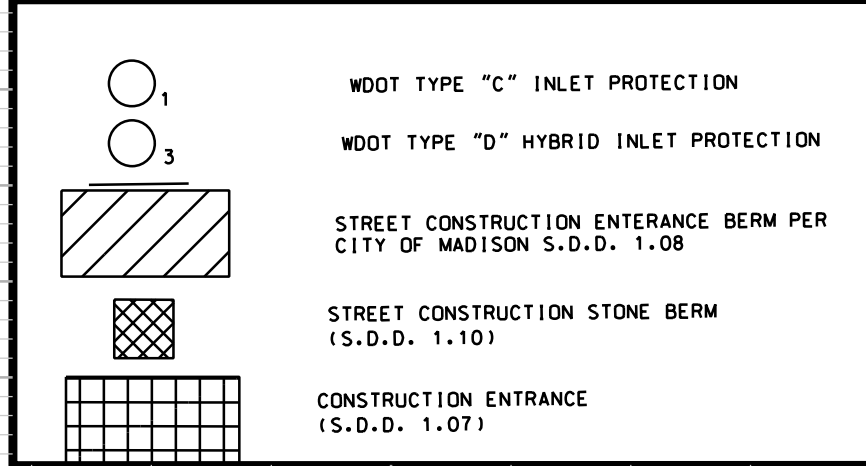 1 WDOT TYPE "C" INLET PROTECTION
3 WDOT TYPE "D" HYBRID INLET PROTECTION
STREET CONSTRUCTION ENTERANCE BERM PER
CITY OF MADISON S.D.D. 1.08
STREET CONSTRUCTION STONE BERM
(S.D.D. 1.10)
CONSTRUCTION ENTRANCE
(S.D.D. 1.07)